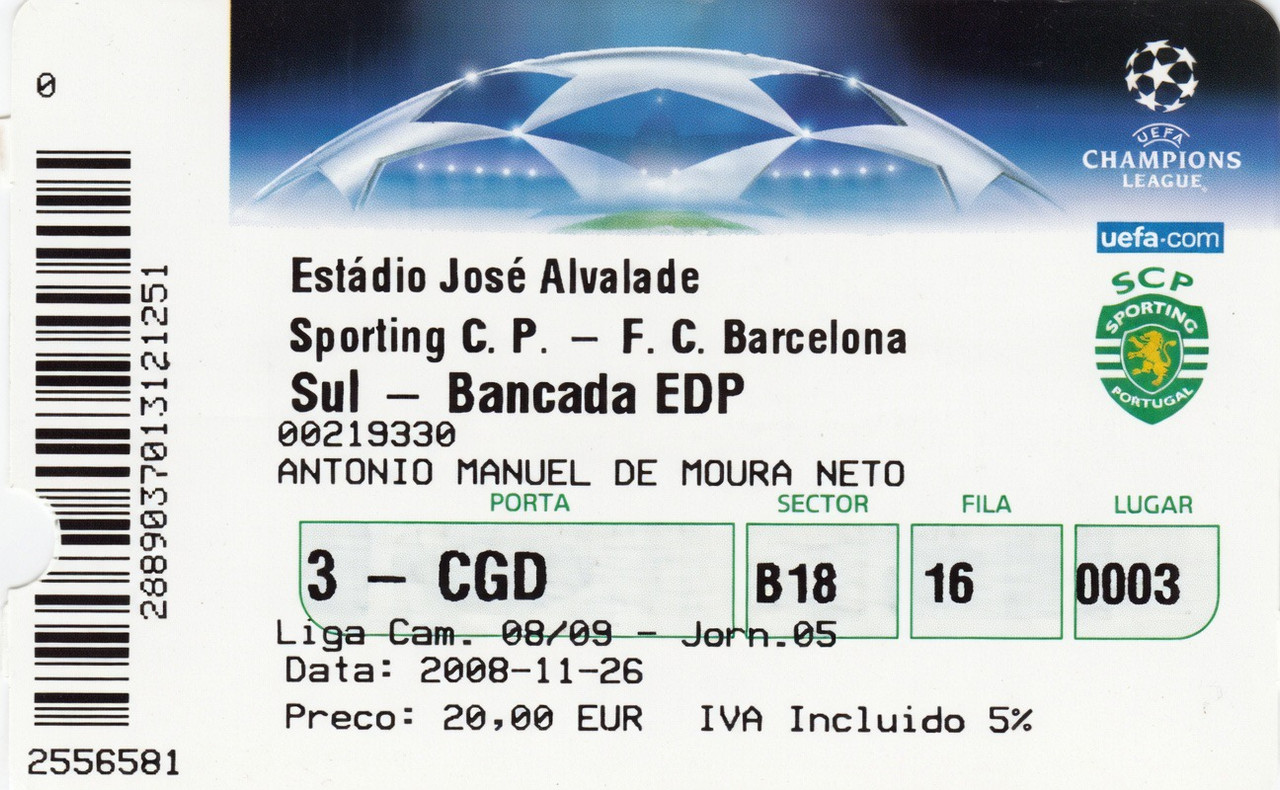 0
UEFA
CHAMPIONS
LEAGUE
uefa.com
SCP
SPORTING
PORTUGAL
Estádio José Alvalade
Sporting C. P. – F. C. Barcelona
Sul – Bancada EDP
00219330
ANTONIO MANUEL DE MOURA NETO
PORTA SECTOR FILA LUGAR
3 – CGD B18 16 0003
Liga Cam. 08/09 - Jorn.05
Data: 2008-11-26
Preco: 20,00 EUR IVA Incluido 5%
2889037013121251
2556581